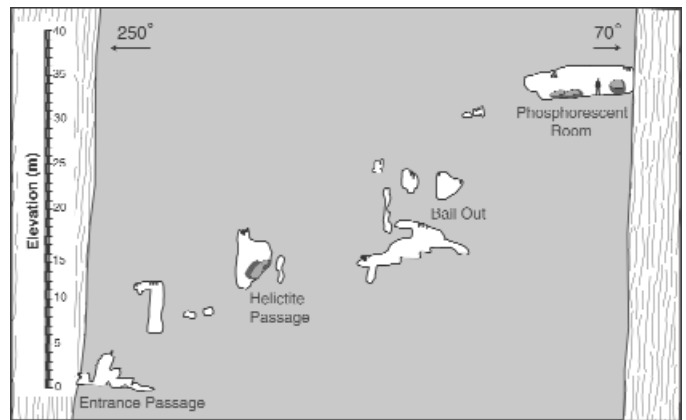 250°
70°
40
35
30
25
20
15
10
5
0
Elevation (m)
Phosphorescent
Room
Bail Out
Helictite
Passage
Entrance Passage